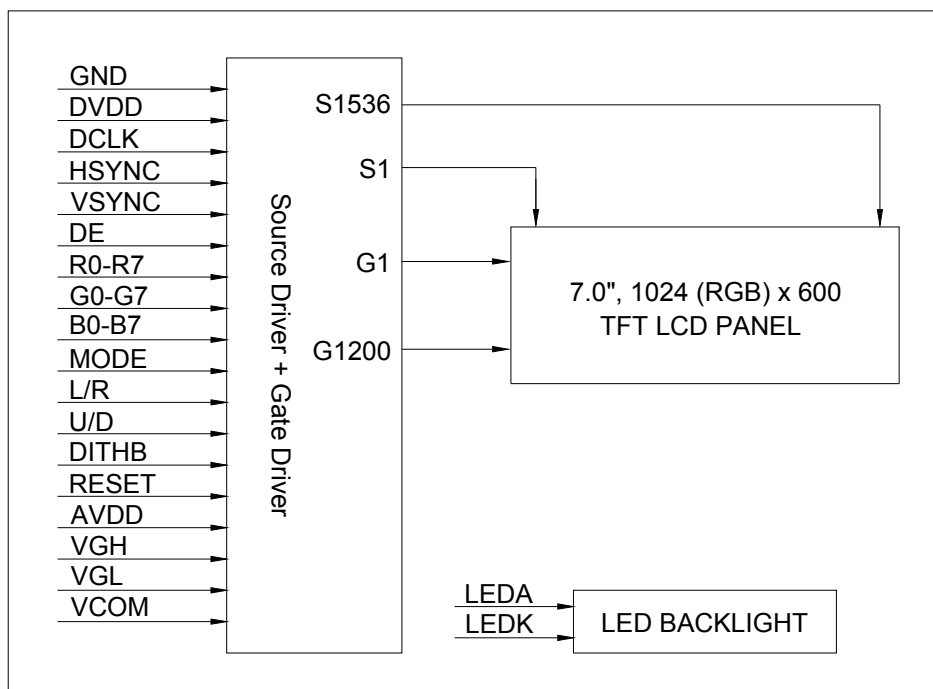 GND
DVDD
DCLK
HSYNC
VSYNC
DE
R0-R7
G0-G7
B0-B7
MODE
L/R
U/D
DITHB
RESET
AVDD
VGH
VGL
VCOM
Source Driver + Gate Driver
S1536
S1
G1
G1200
7.0", 1024 (RGB) x 600
TFT LCD PANEL
LEDA
LEDK
LED BACKLIGHT